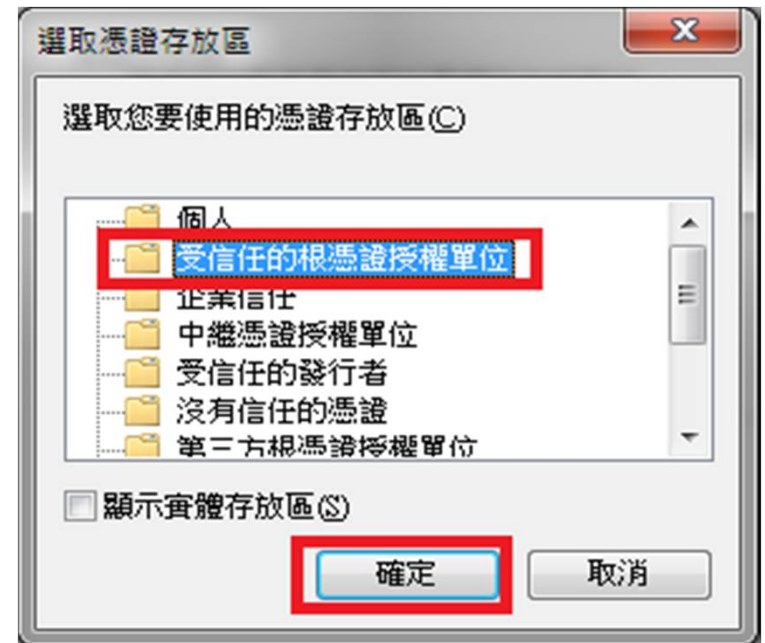 選取憑證存放區
選取您要使用的憑證存放區(C)
個人
受信任的根憑證授權單位
企業信任
中繼憑證授權單位
受信任的發行者
沒有信任的憑證
第三方根憑證授權單位
顯示實體存放區(S)
確定
取消